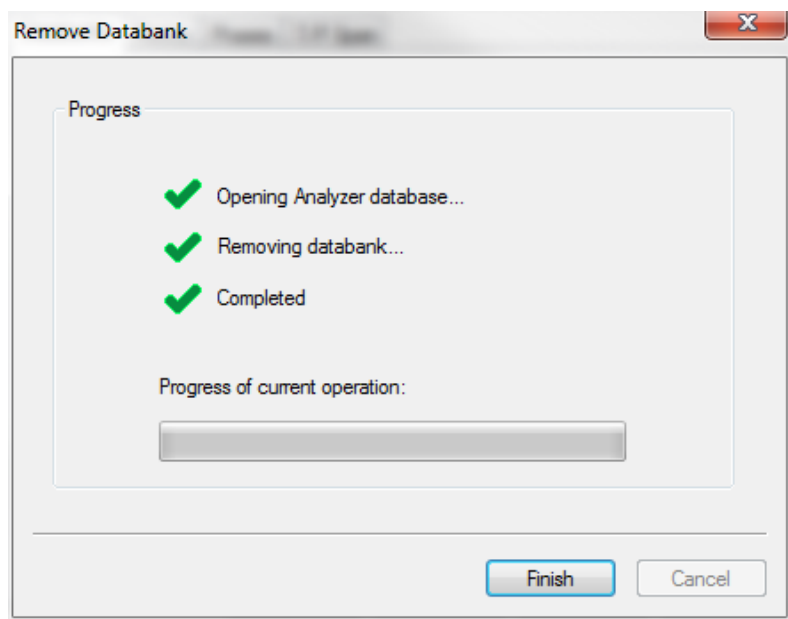 Remove Databank
Progress
Opening Analyzer database...
Removing databank...
Completed
Progress of current operation:
Finish
Cancel